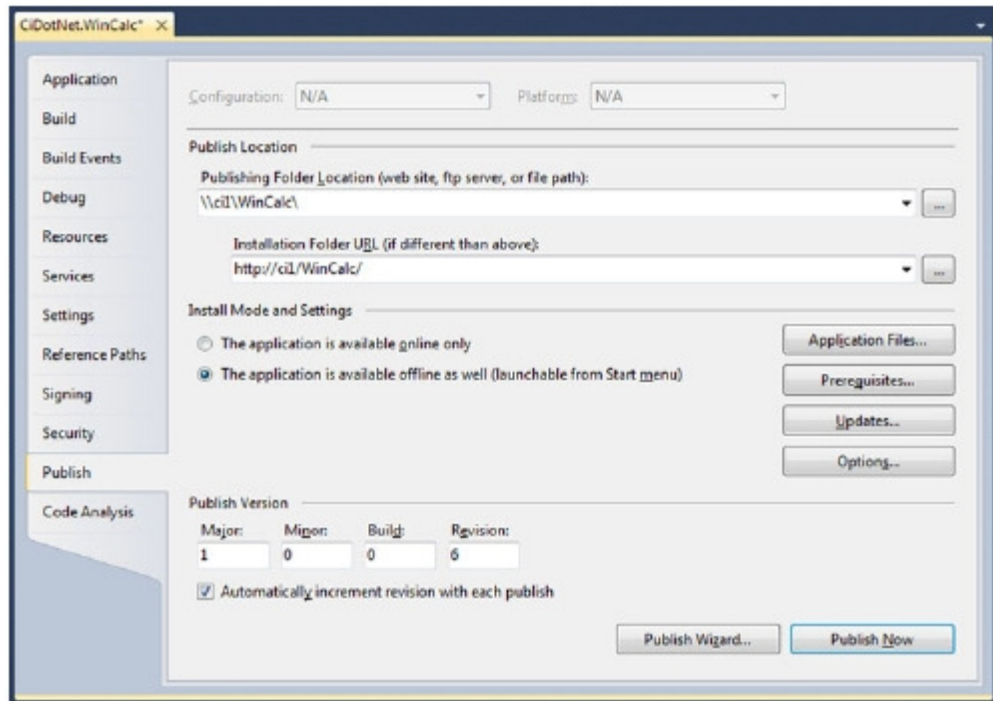 CiDotNet.WinCalc*
Application
Build
Build Events
Debug
Resources
Services
Settings
Reference Paths
Signing
Security
Publish
Code Analysis
Configuration: N/A Platform: N/A
Publish Location
Publishing Folder Location (web site, ftp server, or file path):
\\ci1\WinCalc\
...
Installation Folder URL (if different than above):
http://ci1/WinCalc/
...
Install Mode and Settings
The application is available online only
The application is available offline as well (launchable from Start menu)
Application Files...
Prerequisites...
Updates...
Options...
Publish Version
Major: Minor: Build: Revision:
1 0 0 6
Automatically increment revision with each publish
Publish Wizard... Publish Now